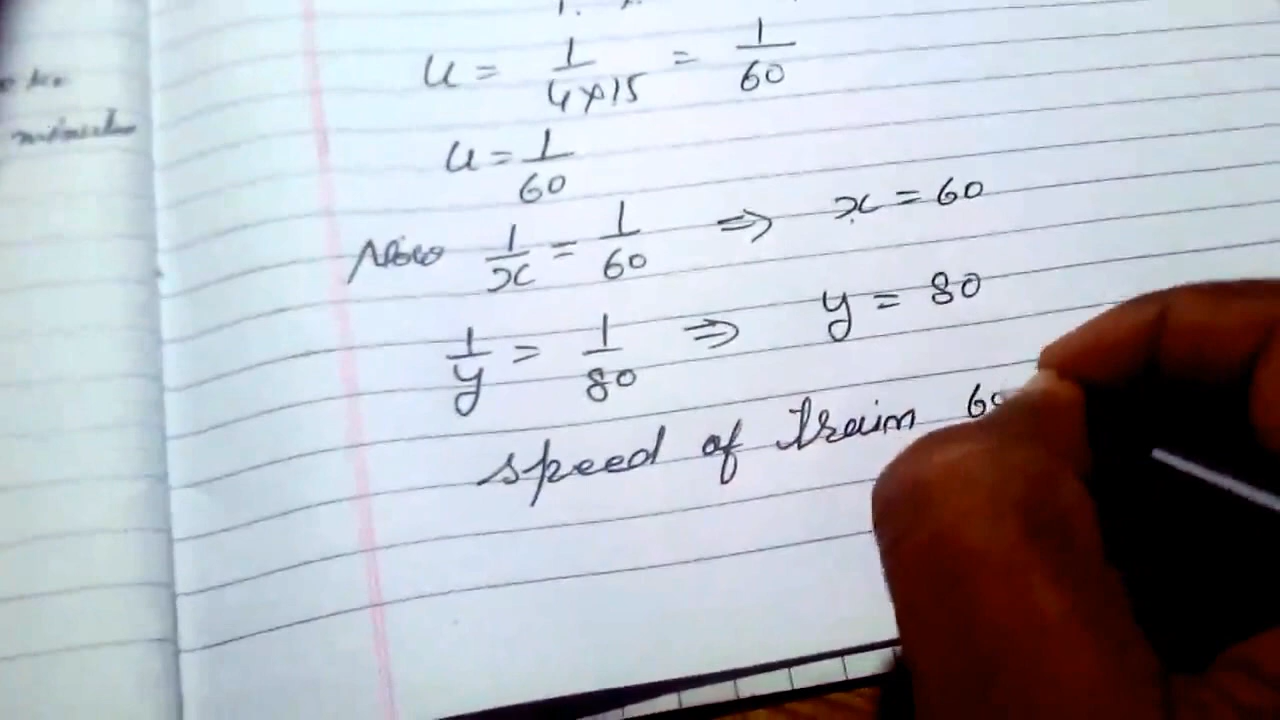 u = 1/(4×15) = 1/60
u = 1/60
Now 1/x = 1/60 ⇒ x = 60
1/y = 1/80 ⇒ y = 80
speed of train 60